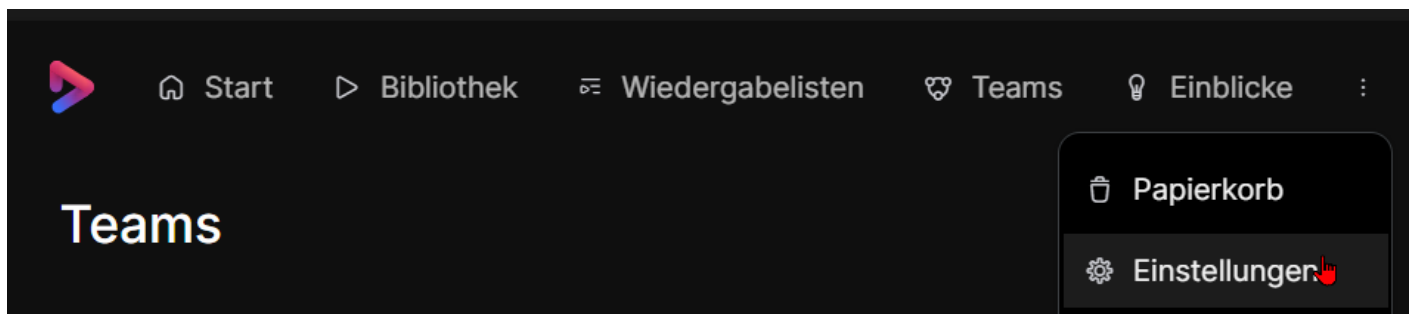 Start Bibliothek Wiedergabelisten Teams Einblicke
Papierkorb
Teams
Einstellungen